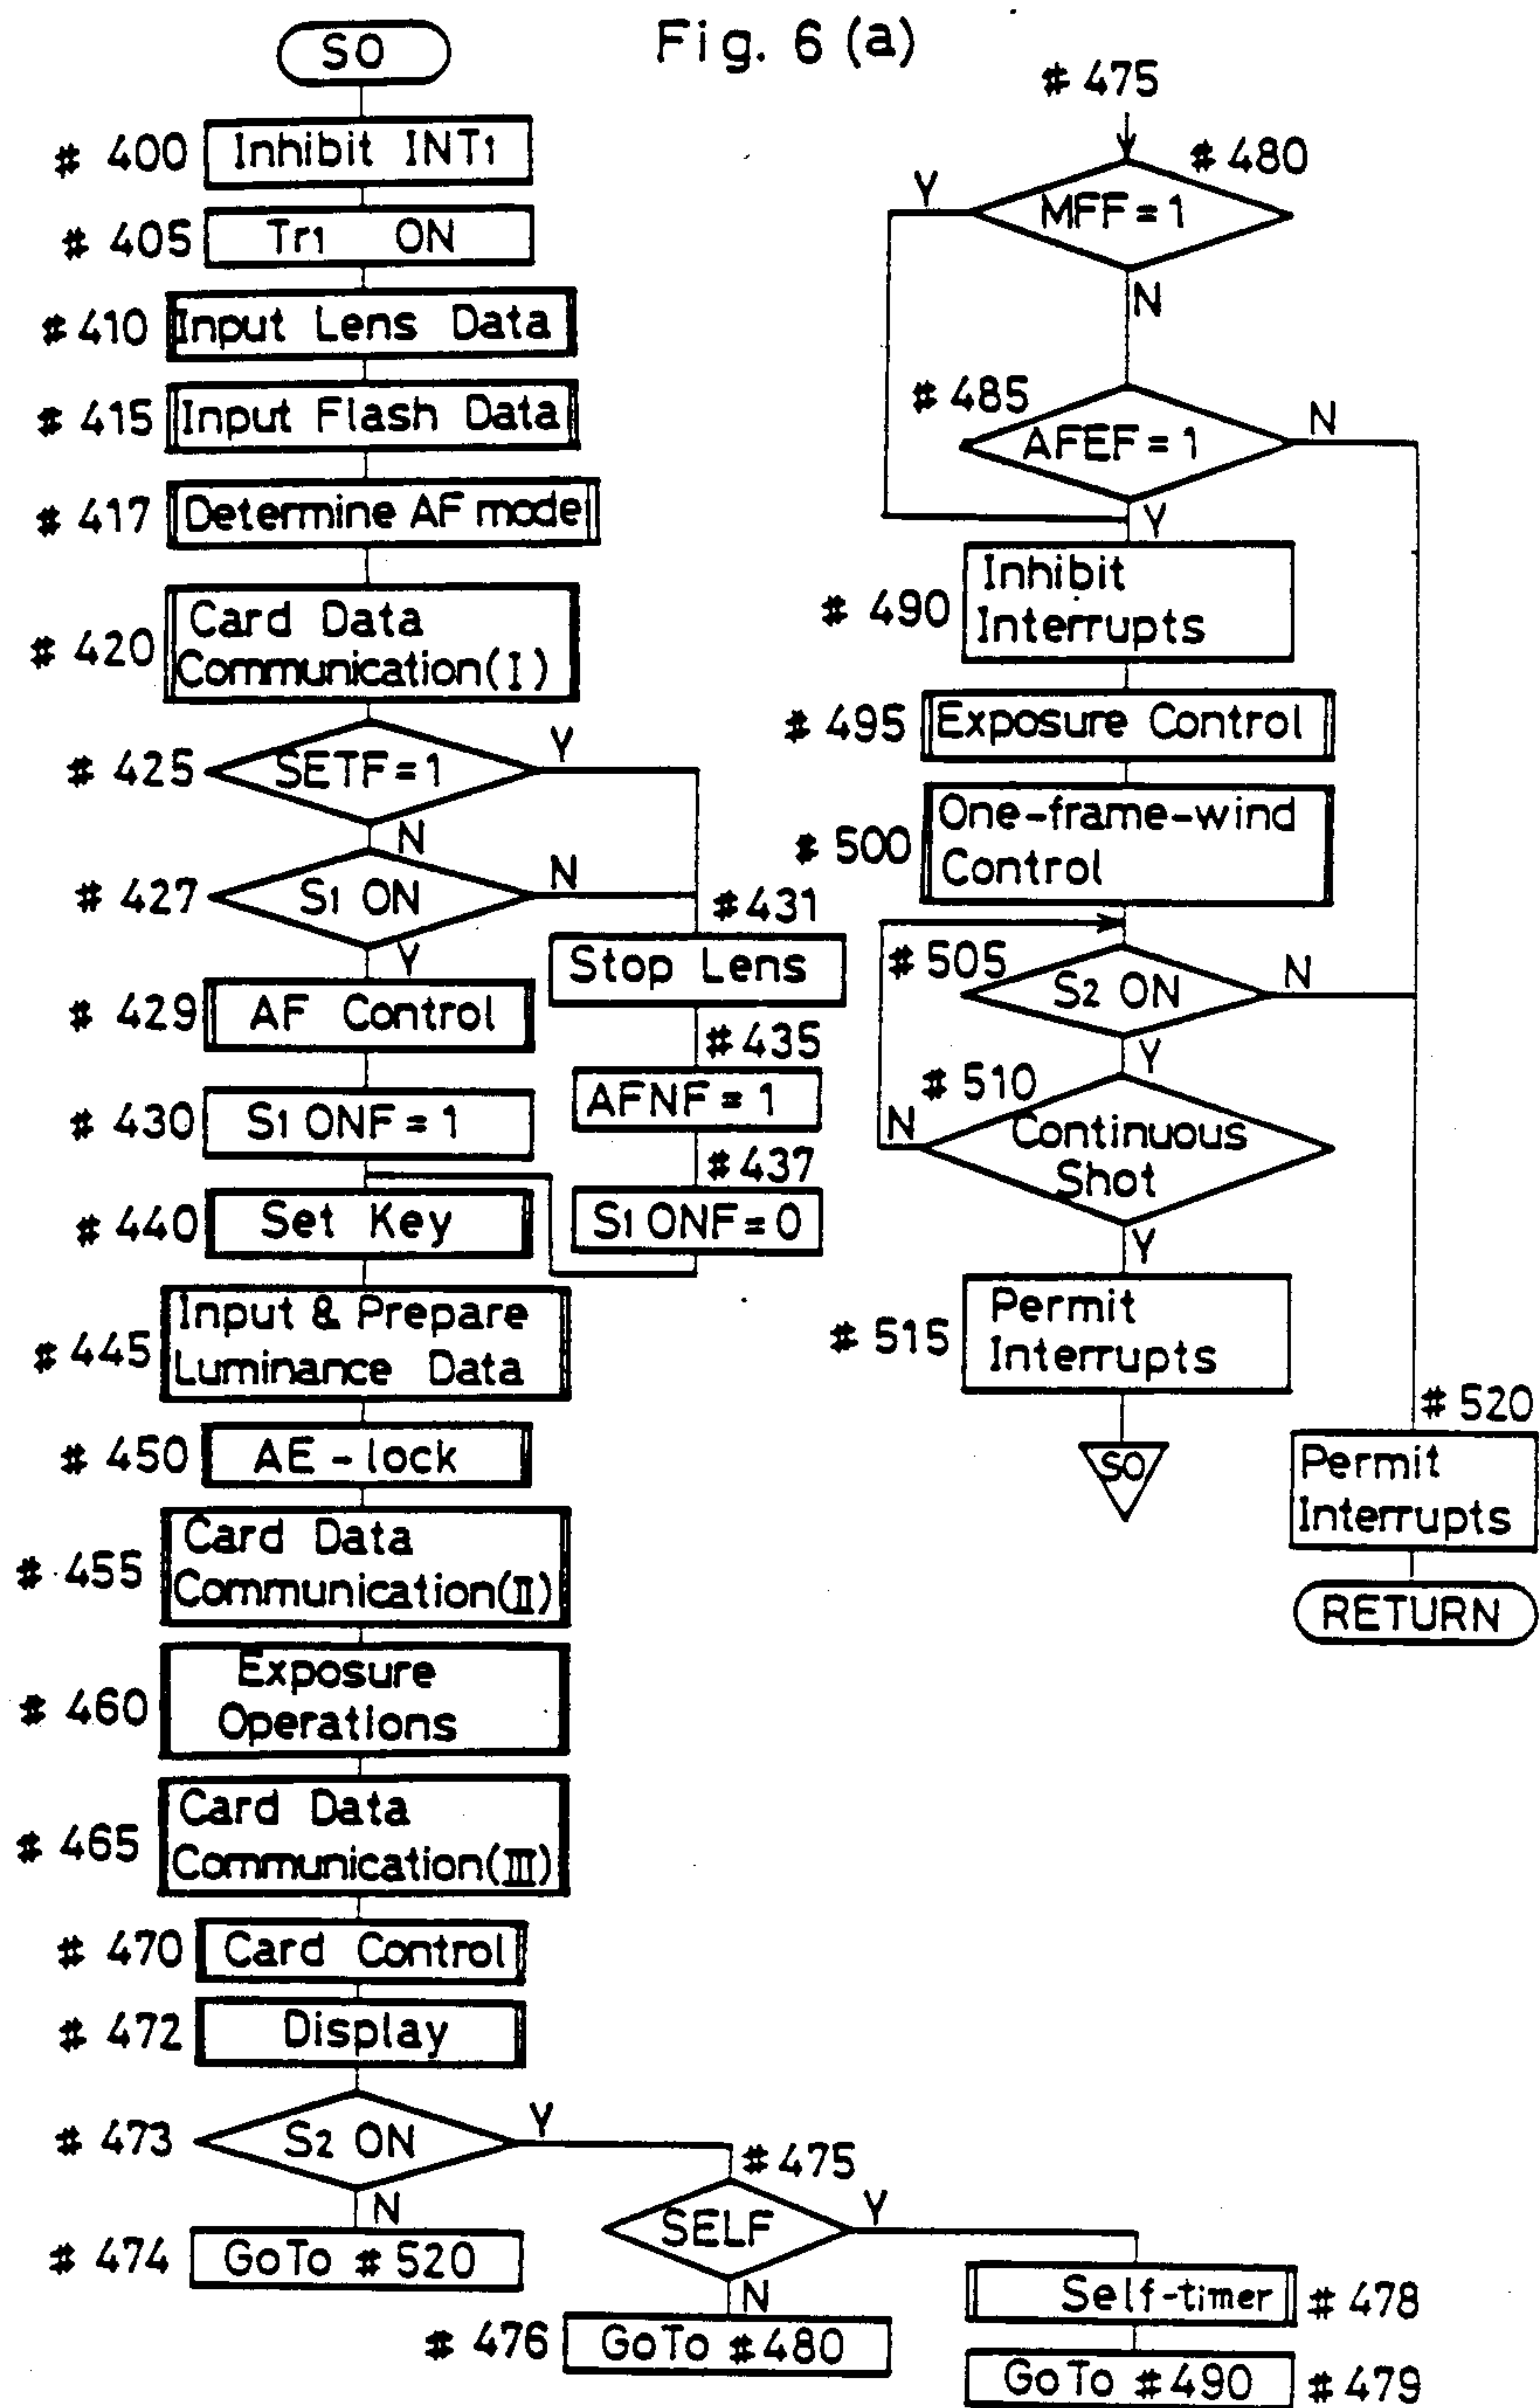 Fig. 6 (a)
S0
# 400 Inhibit INT1
# 405 Tr1 ON
# 410 Input Lens Data
# 415 Input Flash Data
# 417 Determine AF mode
# 420 Card Data
Communication(I)
# 425 SETF=1 Y
N
# 427 S1 ON N
Y
# 429 AF Control
# 430 S1 ONF=1
#431
Stop Lens
#435
AFNF=1
#437
S1 ONF=0
# 440 Set Key
# 445 Input & Prepare
Luminance Data
# 450 AE-lock
# 455 Card Data
Communication(II)
# 460 Exposure
Operations
# 465 Card Data
Communication(III)
# 470 Card Control
# 472 Display
# 473 S2 ON Y
N
# 474 GoTo #520
#475
SELF Y
N
# 476 GoTo #480
Self-timer # 478
GoTo #490 # 479
# 475
# 480
Y MFF=1
N
# 485
AFEF=1 N
Y
# 490 Inhibit
Interrupts
# 495 Exposure Control
# 500 One-frame-wind
Control
# 505
S2 ON N
Y
# 510
N Continuous
Shot
Y
# 515 Permit
Interrupts
S0
# 520
Permit
Interrupts
RETURN